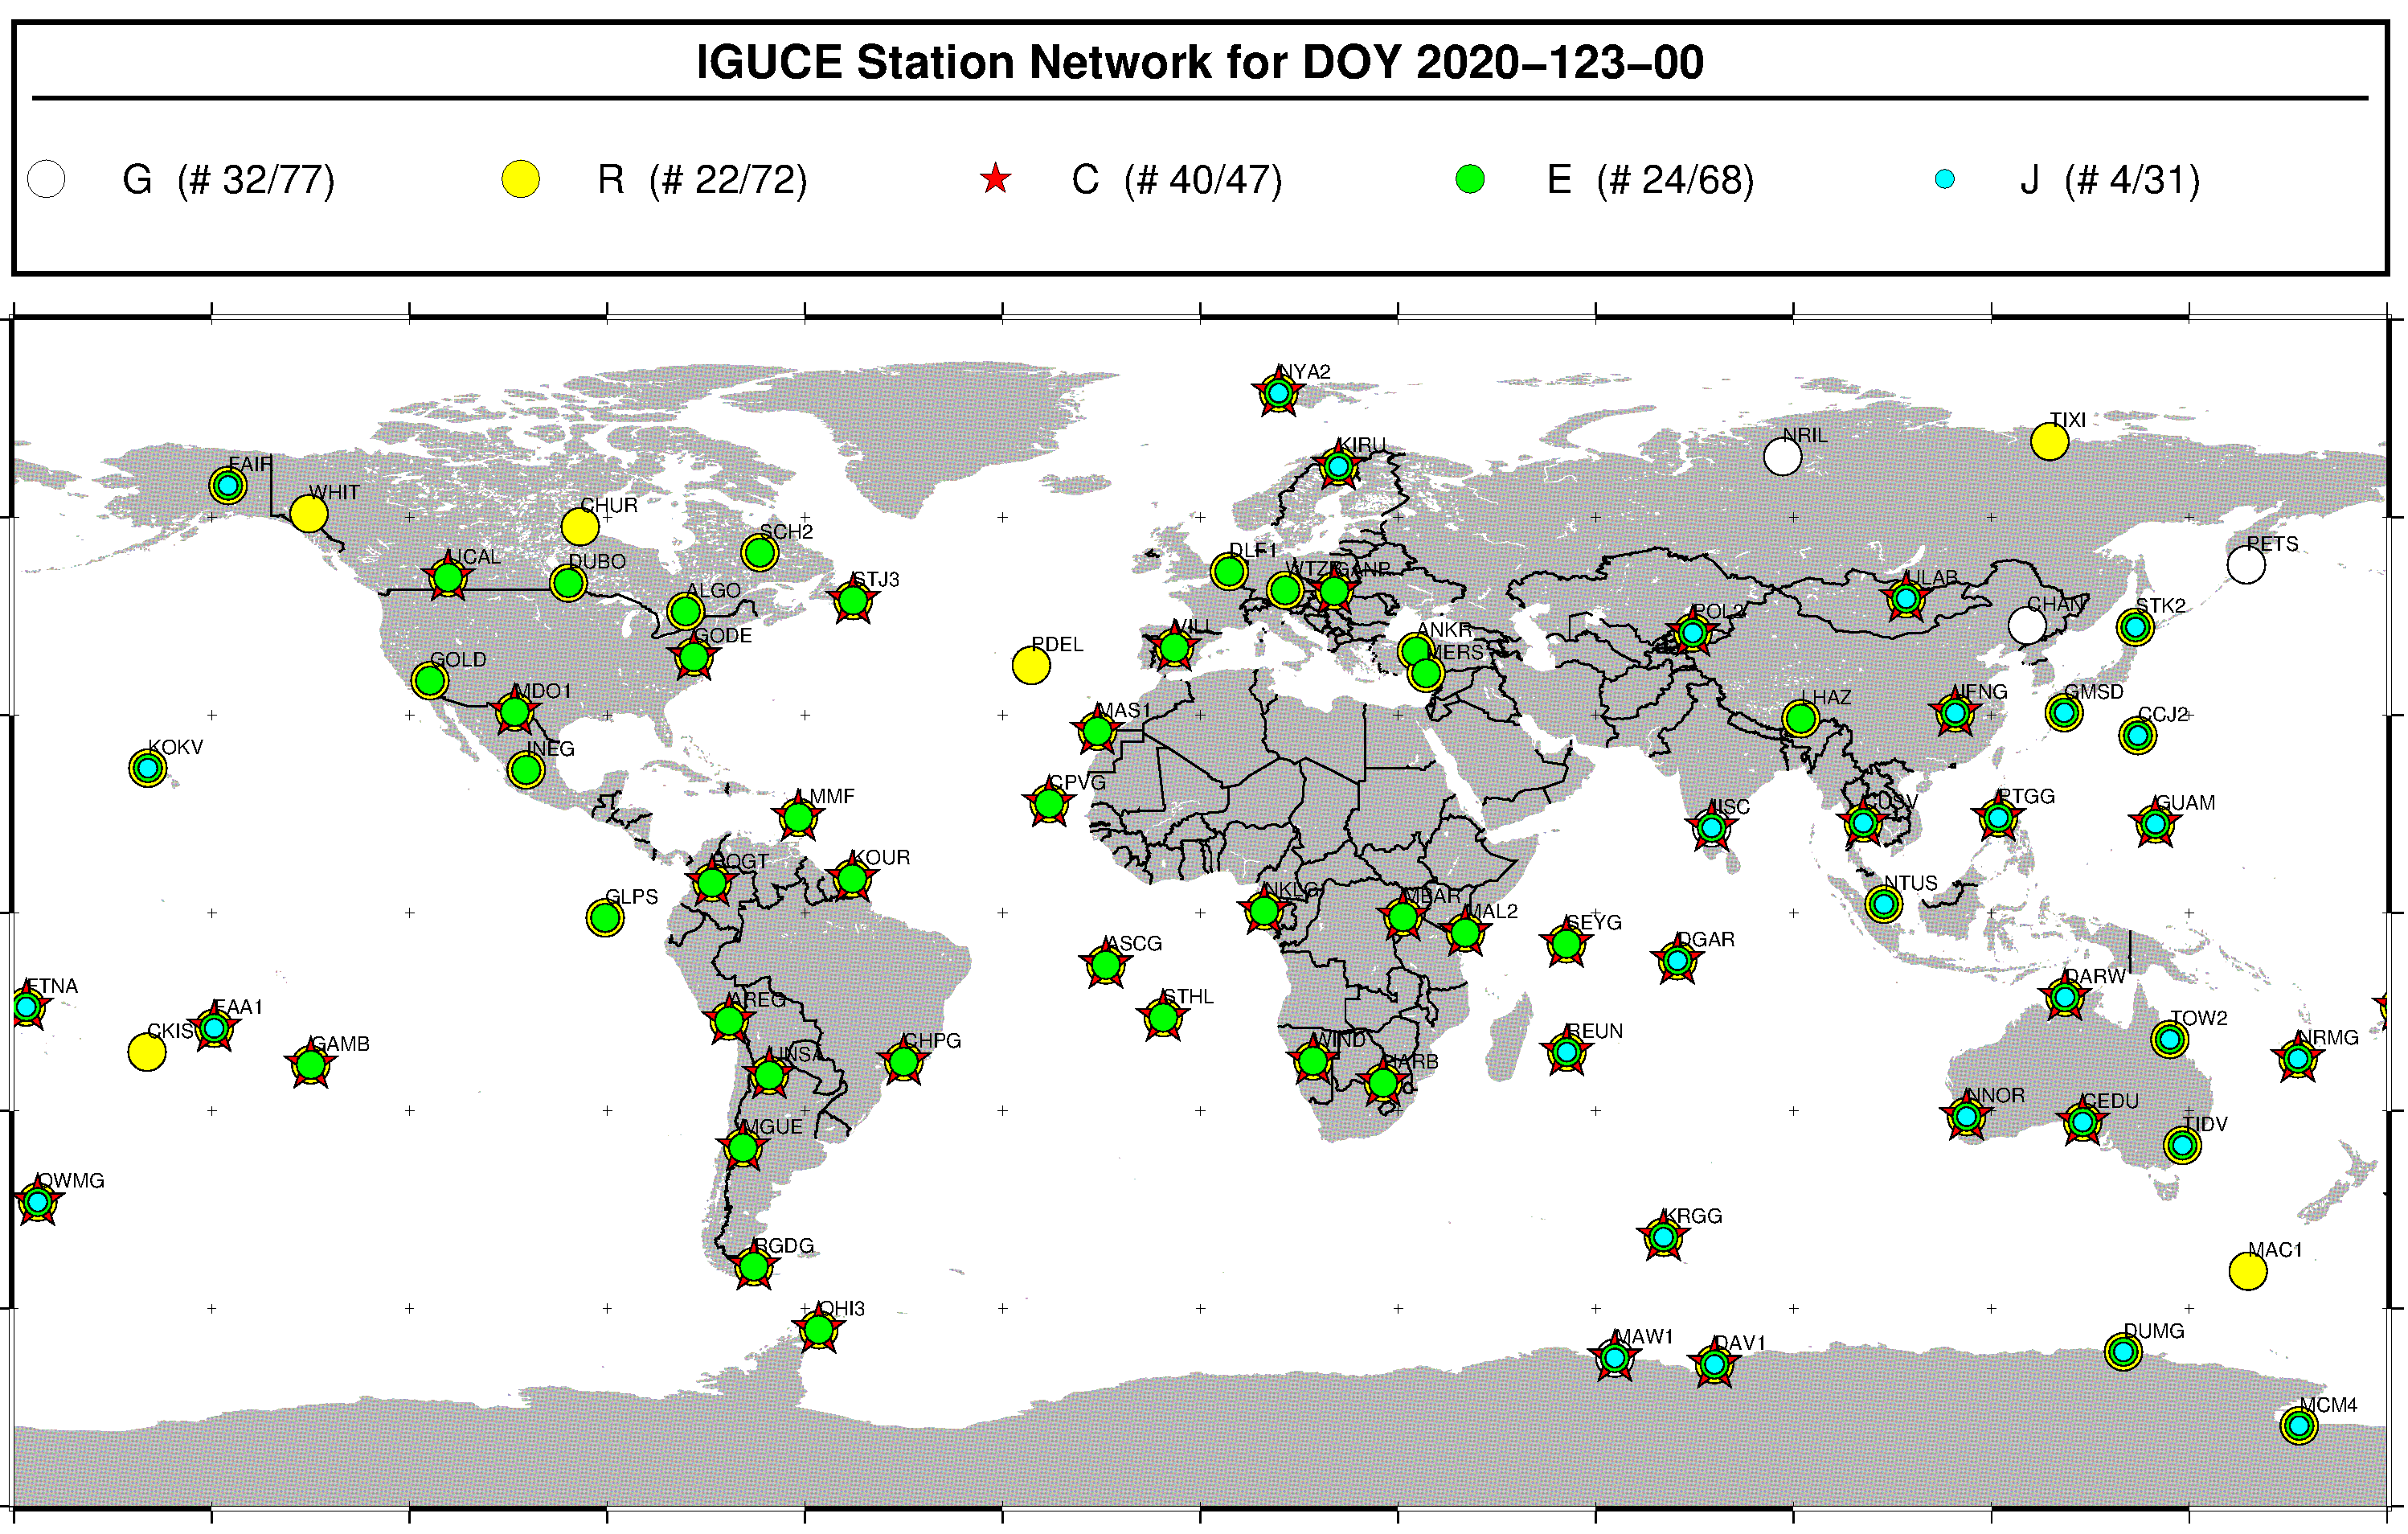 IGUCE Station Network for DOY 2020−123−00
G (# 32/77) R (# 22/72) C (# 40/47) E (# 24/68) J (# 4/31)
NYA2
TIXI
NRIL
KIRU
FAIR
WHIT
CHUR
SCH2
PETS
DLF1
UCAL
DUBO
WTZR
GANP
ULAB
STJ3
ALGO
CHAN
STK2
POL2
VILL
ANKR
GODE
PDEL
MERS
GOLD
MDO1
LHAZ
JFNG
GMSD
MAS1
CCJ2
KOKV
INEG
CPVG
LMMF
IISC
CUSV
PTGG
GUAM
BOGT
KOUR
NTUS
NKLG
MBAR
GLPS
MAL2
SEYG
DGAR
ASCG
DARW
FTNA
STHL
AREG
FAA1
TOW2
CKIS
REUN
NRMG
GAMB
CHPG
WIND
UNSA
HARB
NNOR
CEDU
MGUE
TIDV
OWMG
KRGG
RGDG
MAC1
OHI3
DUMG
MAW1
DAV1
MCM4